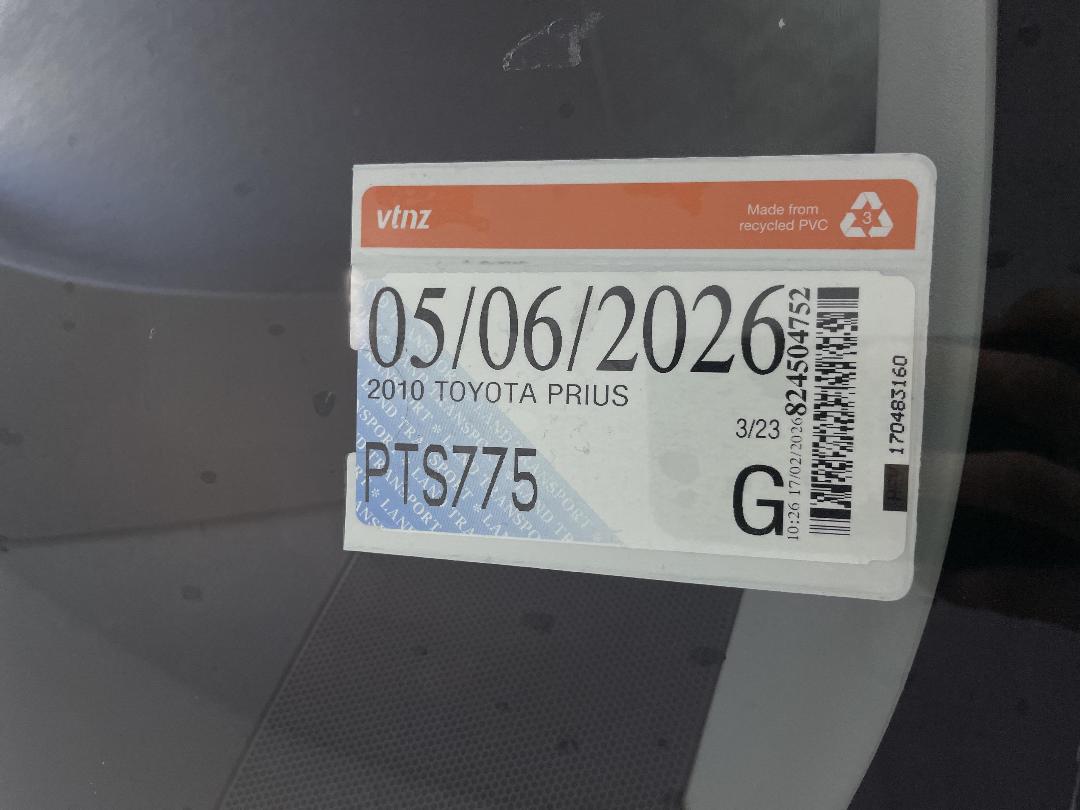 vtnz
Made from
recycled PVC
3
05/06/2026
2010 TOYOTA PRIUS
3/23
PTS775
G
10:26 17/02/2026 824504752
170483160